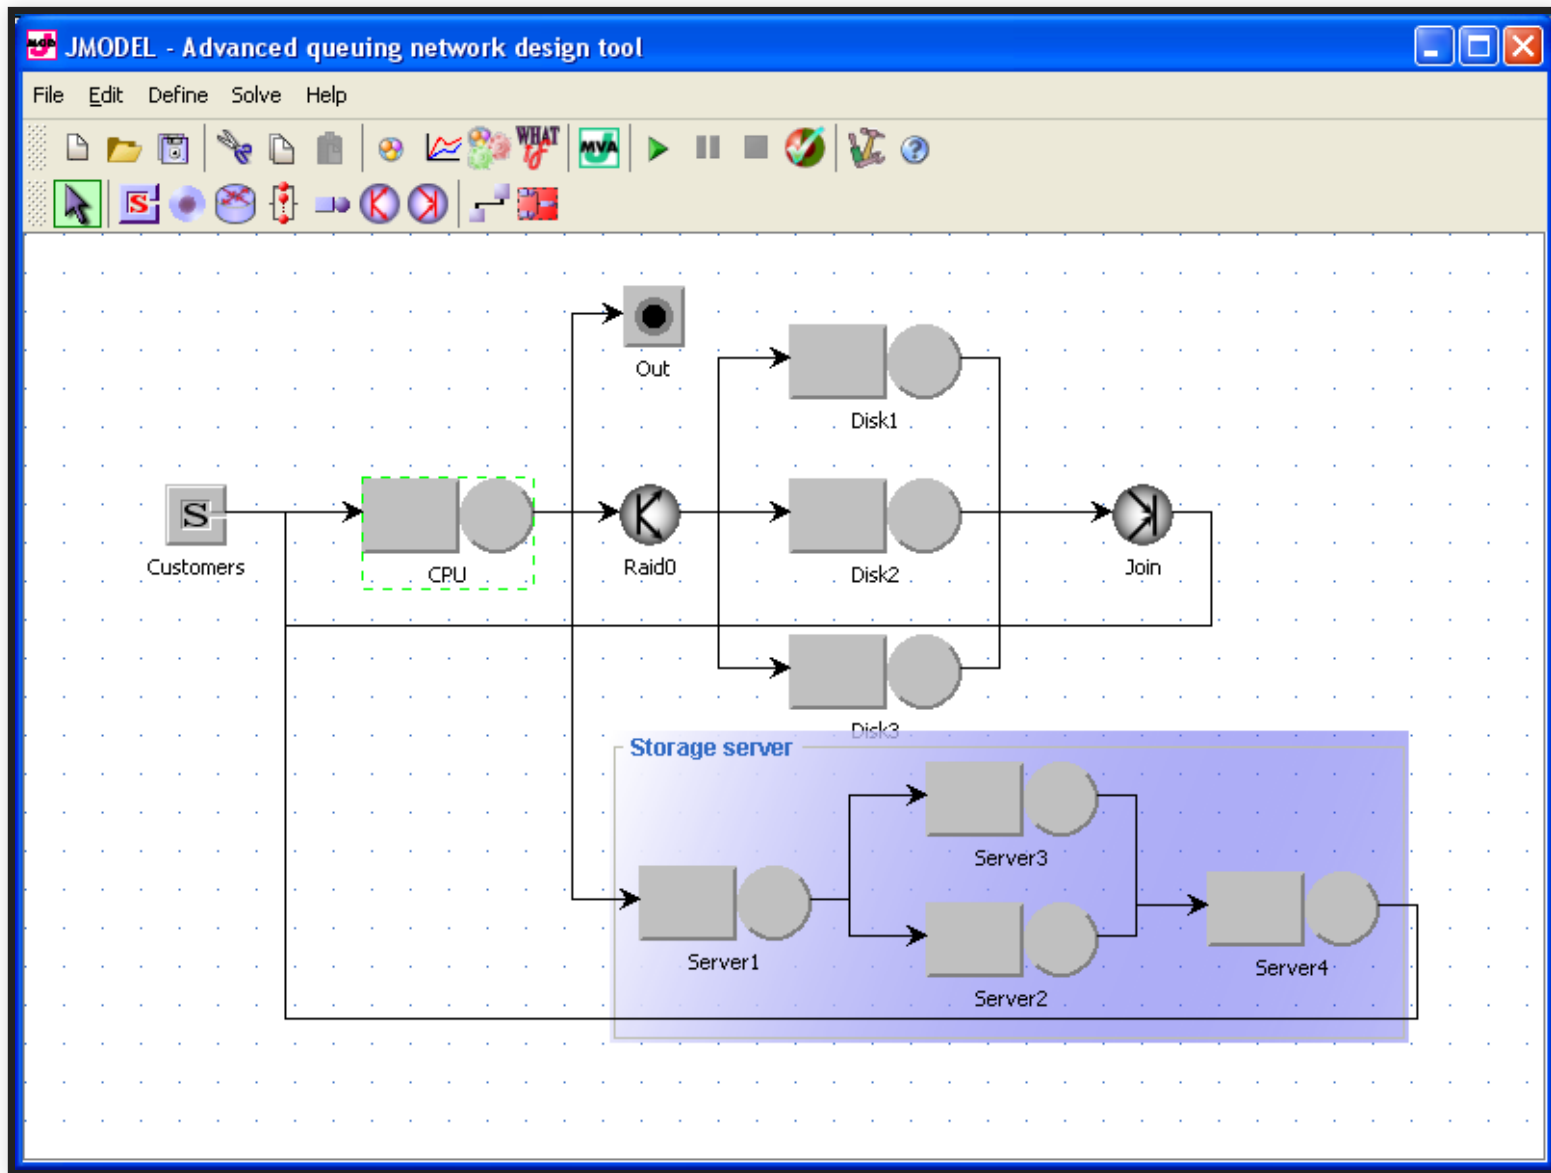 JMODEL - Advanced queuing network design tool
File Edit Define Solve Help
WHAT if
MVA
S
Out
Disk1
S
Customers
CPU
Raid0
Disk2
Join
Disk3
Storage server
Server3
Server1
Server4
Server2